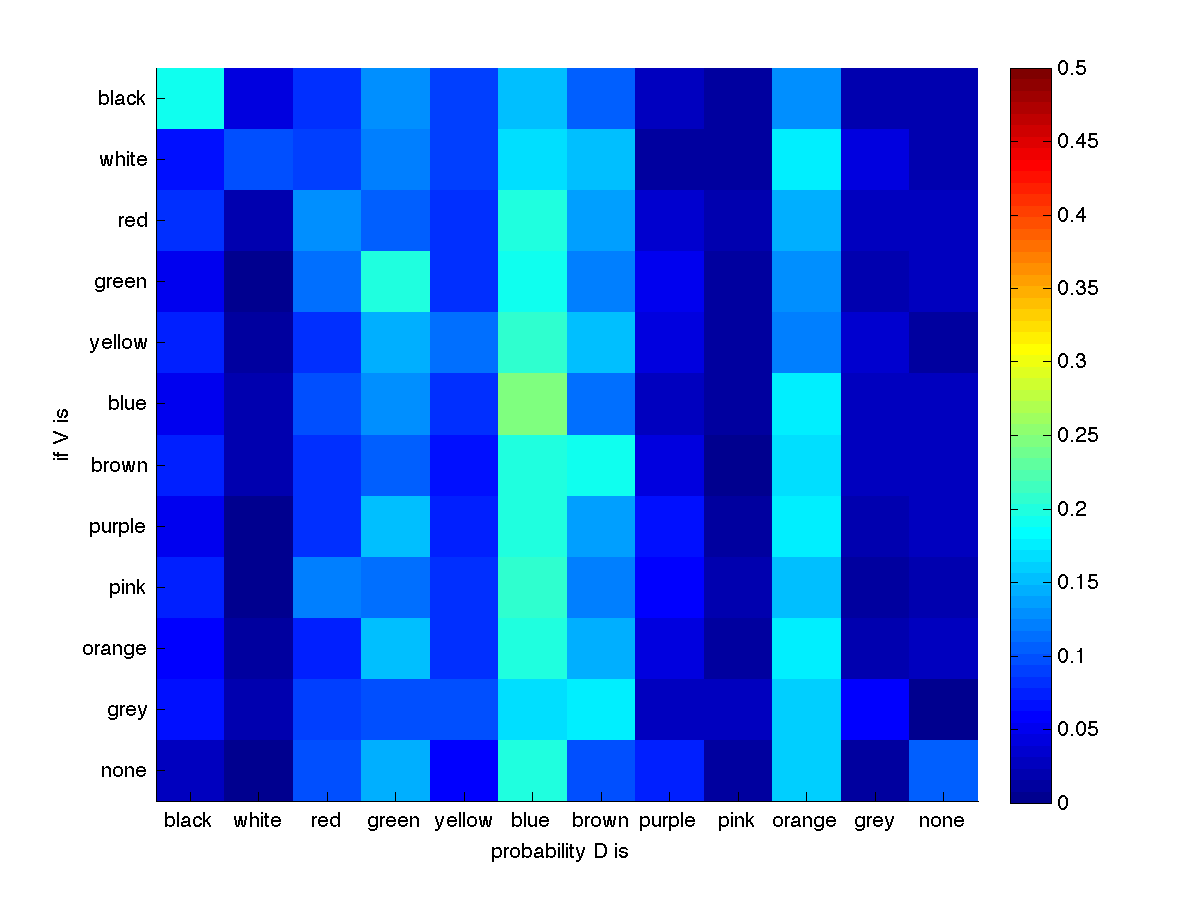 black
white
red
green
yellow
blue
brown
purple
pink
orange
grey
none
if V is
black white red green yellow blue brown purple pink orange grey none
probability D is
0.5
0.45
0.4
0.35
0.3
0.25
0.2
0.15
0.1
0.05
0